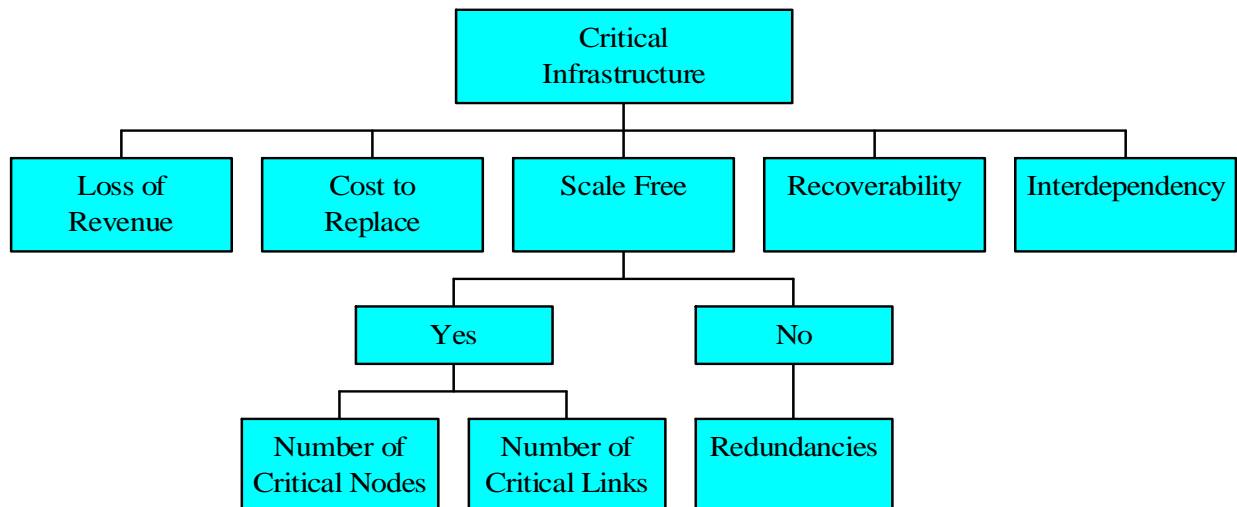 Critical
Infrastructure
Loss of
Revenue
Cost to
Replace
Scale Free
Recoverability
Interdependency
Yes
No
Number of
Critical Nodes
Number of
Critical Links
Redundancies